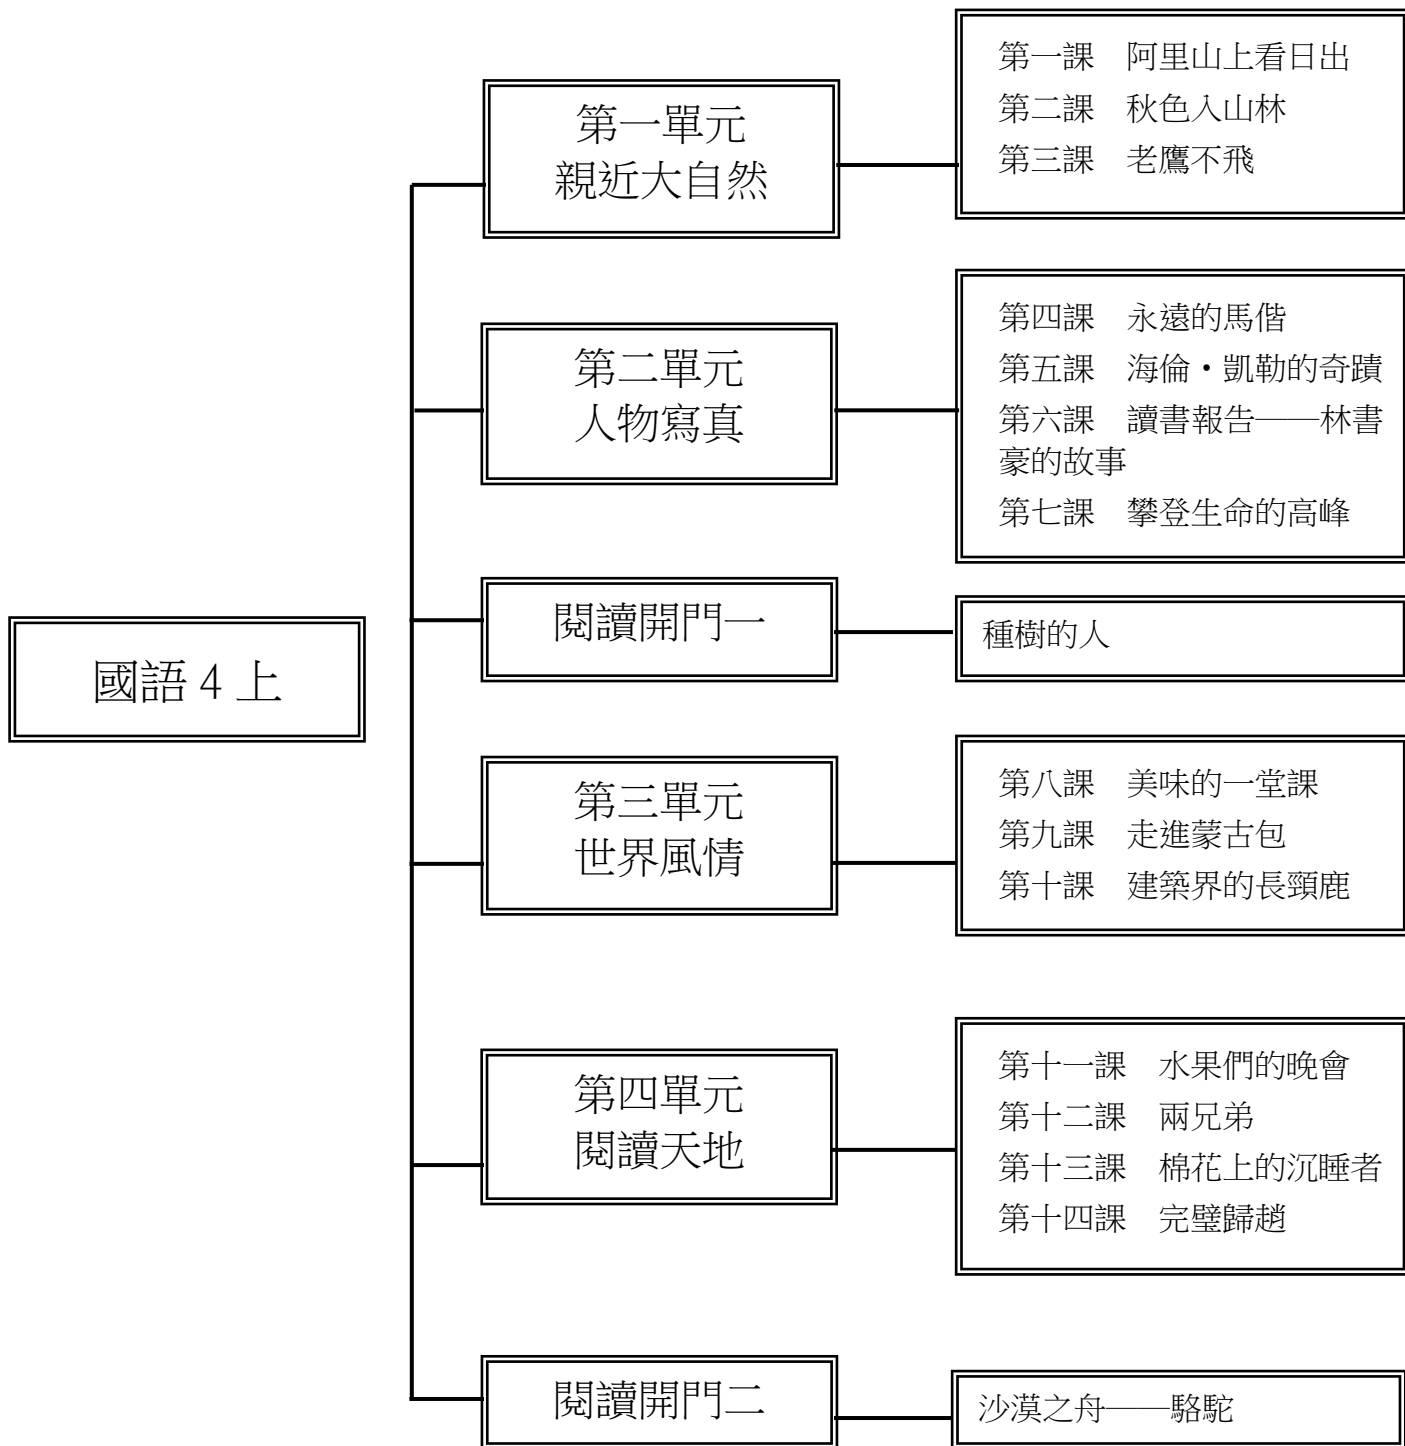 國語 4 上
第一單元
親近大自然
第一課　阿里山上看日出
第二課　秋色入山林
第三課　老鷹不飛
第二單元
人物寫真
第四課　永遠的馬偕
第五課　海倫‧凱勒的奇蹟
第六課　讀書報告──林書
豪的故事
第七課　攀登生命的高峰
閱讀開門一
種樹的人
第三單元
世界風情
第八課　美味的一堂課
第九課　走進蒙古包
第十課　建築界的長頸鹿
第四單元
閱讀天地
第十一課　水果們的晚會
第十二課　兩兄弟
第十三課　棉花上的沉睡者
第十四課　完璧歸趙
閱讀開門二
沙漠之舟──駱駝